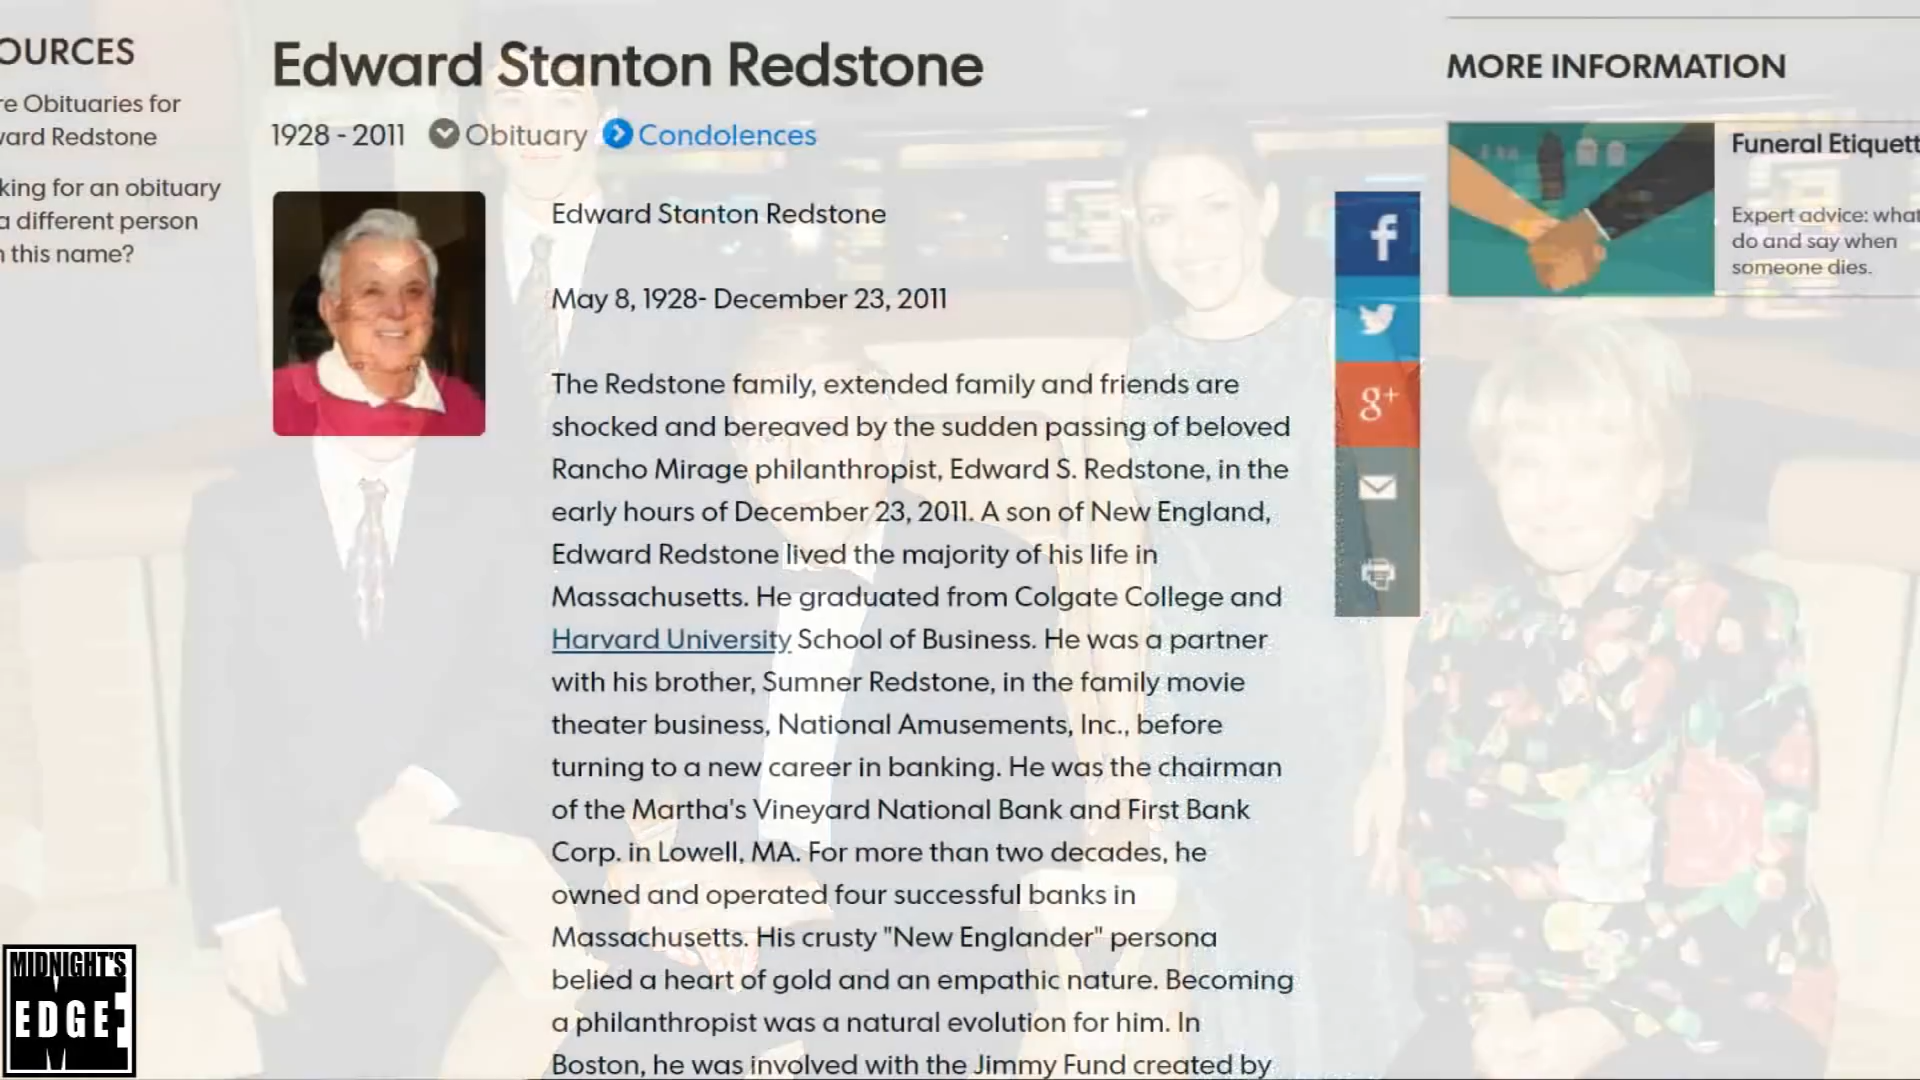 OURCES
re Obituaries for
vard Redstone
king for an obituary
a different person
n this name?
Edward Stanton Redstone
1928 - 2011 Obituary Condolences
Edward Stanton Redstone
May 8, 1928- December 23, 2011
The Redstone family, extended family and friends are
shocked and bereaved by the sudden passing of beloved
Rancho Mirage philanthropist, Edward S. Redstone, in the
early hours of December 23, 2011. A son of New England,
Edward Redstone lived the majority of his life in
Massachusetts. He graduated from Colgate College and
Harvard University School of Business. He was a partner
with his brother, Sumner Redstone, in the family movie
theater business, National Amusements, Inc., before
turning to a new career in banking. He was the chairman
of the Martha's Vineyard National Bank and First Bank
Corp. in Lowell, MA. For more than two decades, he
owned and operated four successful banks in
Massachusetts. His crusty "New Englander" persona
belied a heart of gold and an empathic nature. Becoming
a philanthropist was a natural evolution for him. In
Boston, he was involved with the Jimmy Fund created by
f
g+
MORE INFORMATION
Funeral Etiquett
Expert advice: what
do and say when
someone dies.
MIDNIGHT'S
EDGE